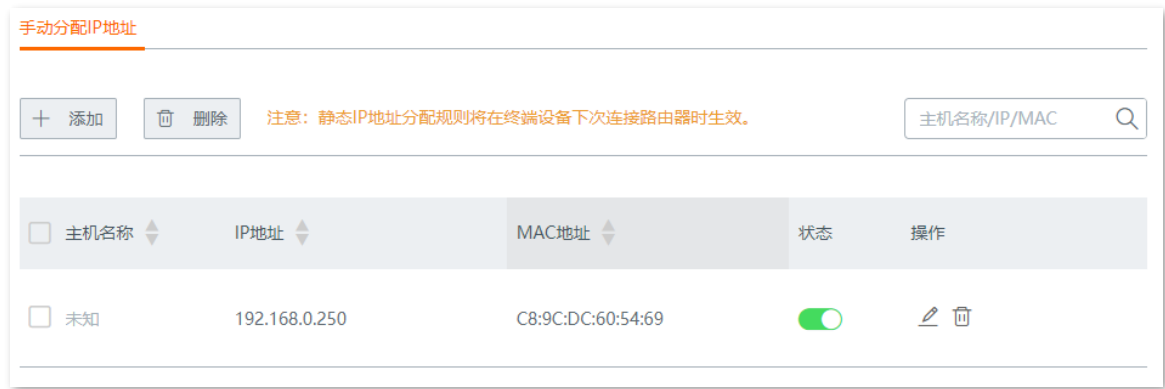 手动分配IP地址
添加 删除 注意：静态IP地址分配规则将在终端设备下次连接路由器时生效。 主机名称/IP/MAC
主机名称 IP地址 MAC地址 状态 操作
未知 192.168.0.250 C8:9C:DC:60:54:69